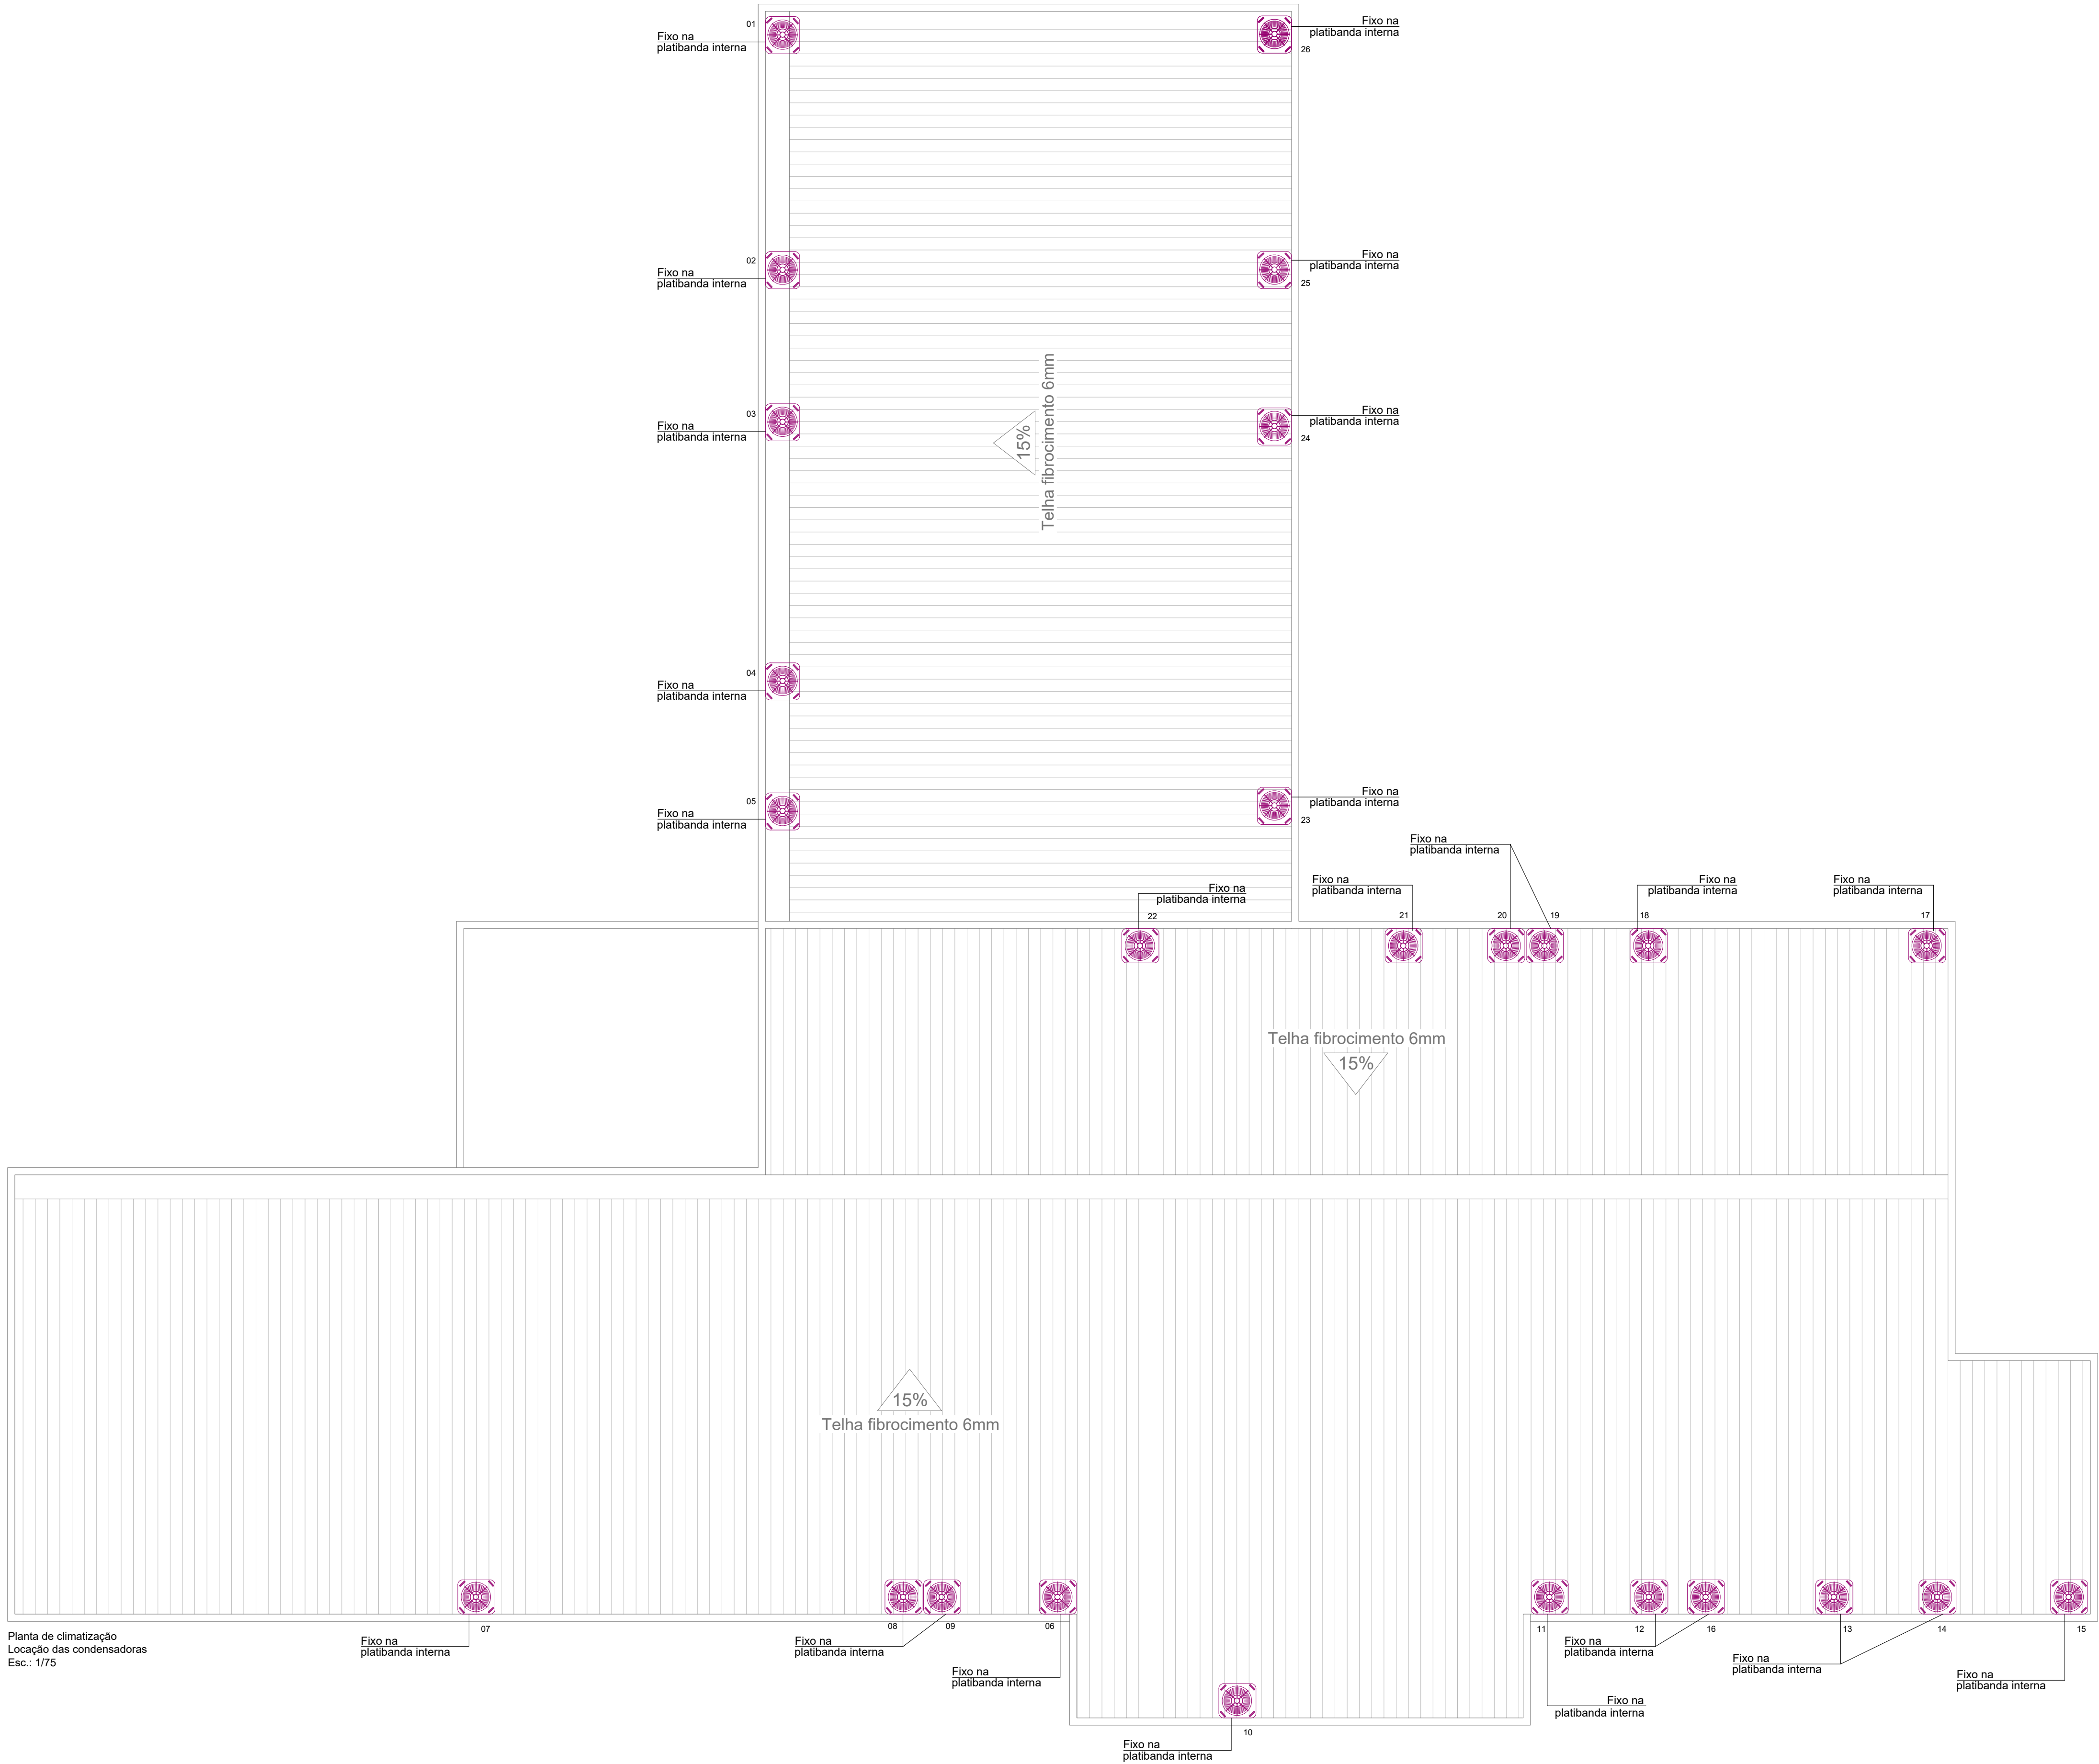 01
Fixo na
platibanda interna
Fixo na
platibanda interna
26
02
Fixo na
platibanda interna
Fixo na
platibanda interna
25
03
Fixo na
platibanda interna
Fixo na
platibanda interna
24
15%
Telha fibrocimento 6mm
04
Fixo na
platibanda interna
05
Fixo na
platibanda interna
Fixo na
platibanda interna
23
Fixo na
platibanda interna
Fixo na
platibanda interna
22
Fixo na
platibanda interna
21
20
19
Fixo na
platibanda interna
18
Fixo na
platibanda interna
17
Telha fibrocimento 6mm
15%
15%
Telha fibrocimento 6mm
07
Fixo na
platibanda interna
08
09
Fixo na
platibanda interna
06
Fixo na
platibanda interna
10
Fixo na
platibanda interna
11
Fixo na
platibanda interna
12
16
Fixo na
platibanda interna
13
14
Fixo na
platibanda interna
15
Fixo na
platibanda interna
Planta de climatização
Locação das condensadoras
Esc.: 1/75